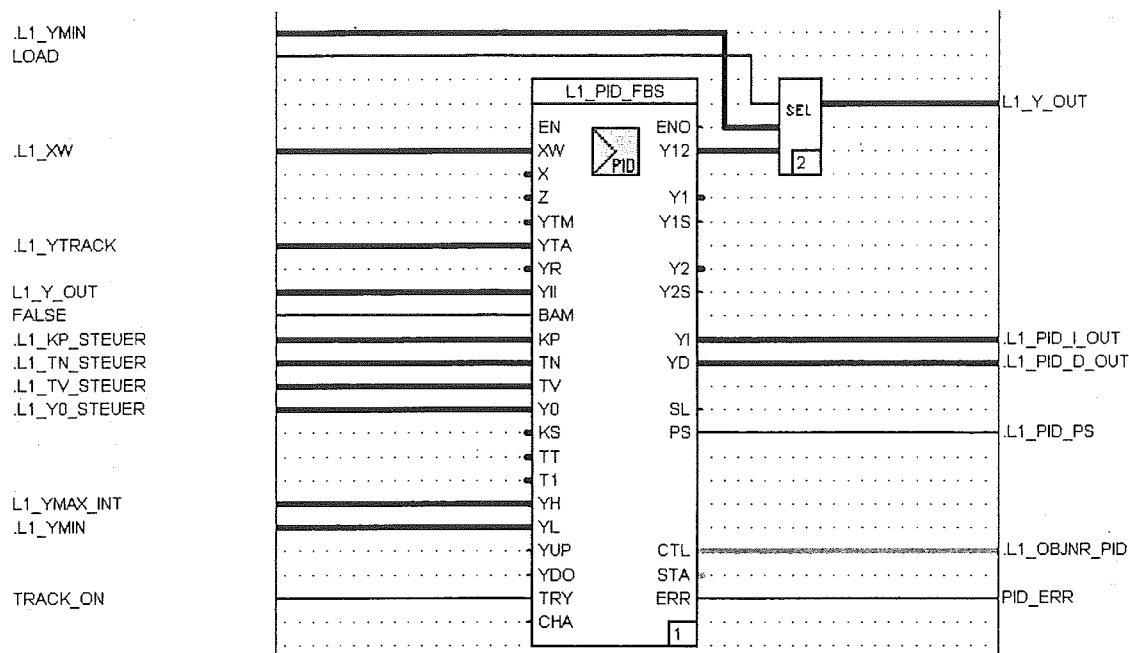 .L1_YMIN
LOAD
L1_PID_FBS
SEL
L1_Y_OUT
EN ENO
.L1_XW XW PID Y12 2
X
Z Y1
YTM Y1S
.L1_YTRACK YTA
YR Y2
L1_Y_OUT YII Y2S
FALSE BAM
.L1_KP_STEUER KP YI .L1_PID_I_OUT
.L1_TN_STEUER TN YD .L1_PID_D_OUT
.L1_TV_STEUER TV
.L1_Y0_STEUER Y0 SL
KS PS .L1_PID_PS
TT
T1
L1_YMAX_INT YH
.L1_YMIN YL
YUP CTL .L1_OBJNR_PID
YDO STA
TRACK_ON TRY ERR PID_ERR
CHA 1